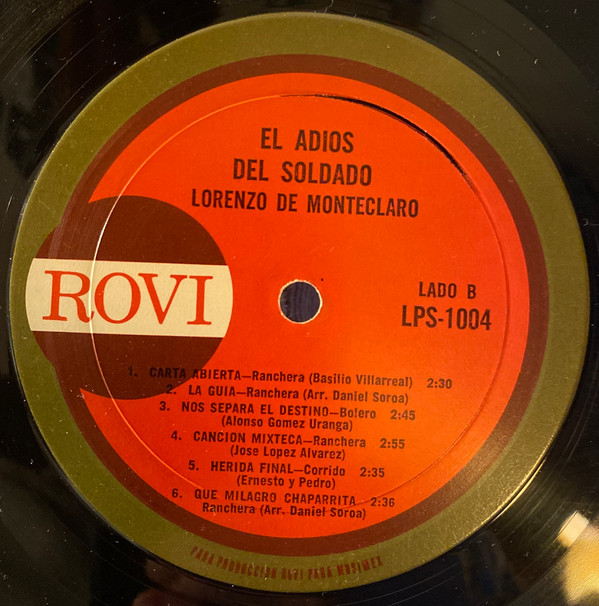 EL ADIOS
DEL SOLDADO
LORENZO DE MONTECLARO
ROVI
LADO B
LPS-1004
1. CARTA ABIERTA—Ranchera (Basilio Villarreal) 2:30
2. LA GUIA—Ranchera (Arr. Daniel Soroa)
3. NOS SEPARA EL DESTINO—Bolero 2:45
(Alonso Gomez Uranga)
4. CANCION MIXTECA—Ranchera 2:55
(Jose Lopez Alvarez)
5. HERIDA FINAL—Corrido 2:35
(Ernesto y Pedro)
6. QUE MILAGRO CHAPARRITA 2:36
Ranchera (Arr. Daniel Soroa)
PARA MUSIMEX